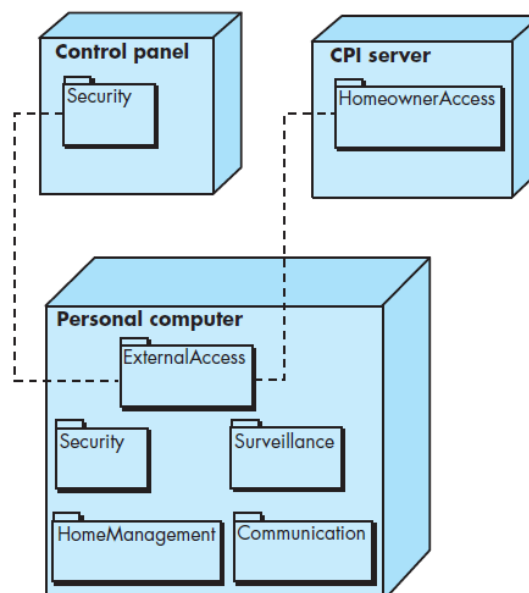 Control panel
Security
CPI server
HomeownerAccess
Personal computer
ExternalAccess
Security
Surveillance
HomeManagement
Communication